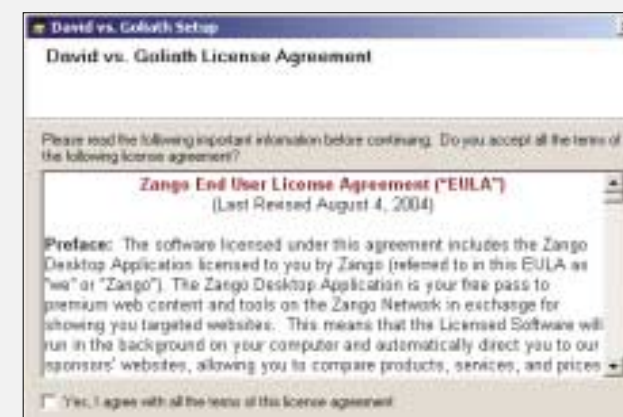 David vs. Goliath Setup
David vs. Goliath License Agreement
Please read the following important information before continuing. Do you accept all the terms of
the following license agreement?
Zango End User License Agreement ("EULA")
(Last Revised August 4, 2004)
Preface: The software licensed under this agreement includes the Zango
Desktop Application licensed to you by Zango (referred to in this EULA as
"we" or "Zango"). The Zango Desktop Application is your free pass to
premium web content and tools on the Zango Network in exchange for
showing you targeted websites. This means that the Licensed Software will
run in the background on your computer and automatically direct you to our
sponsors' websites, allowing you to compare products, services, and prices
Yes, I agree with all the terms of this license agreement